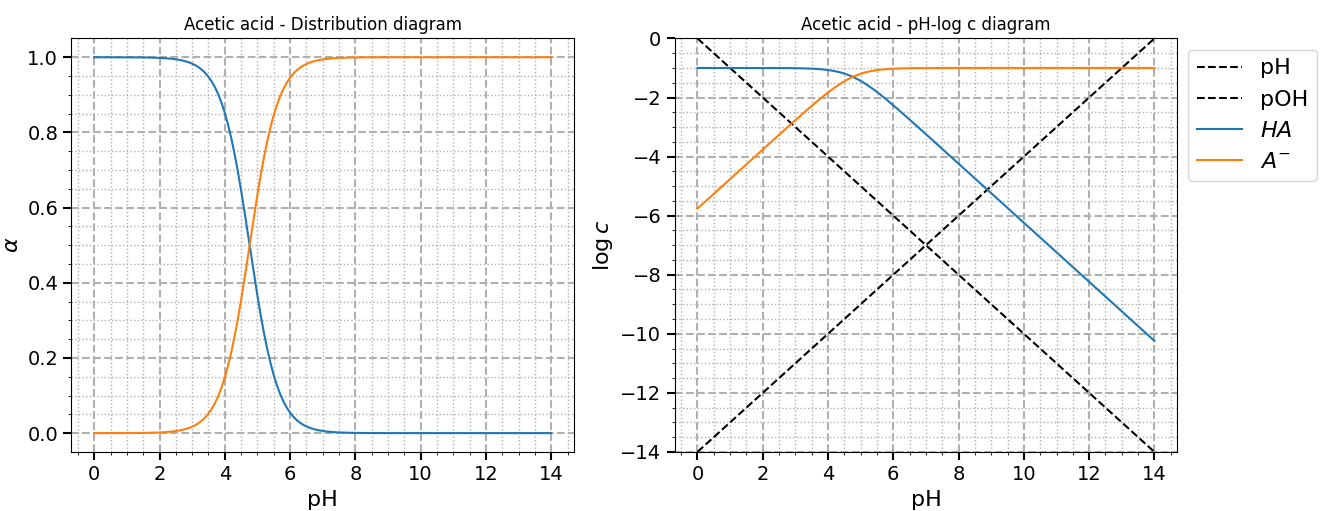 Acetic acid - Distribution diagram
1.0
0.8
0.6
0.4
0.2
0.0
α
0 2 4 6 8 10 12 14
pH
Acetic acid - pH-log c diagram
0
−2
−4
−6
−8
−10
−12
−14
log c
0 2 4 6 8 10 12 14
pH
pH
pOH
HA
A⁻